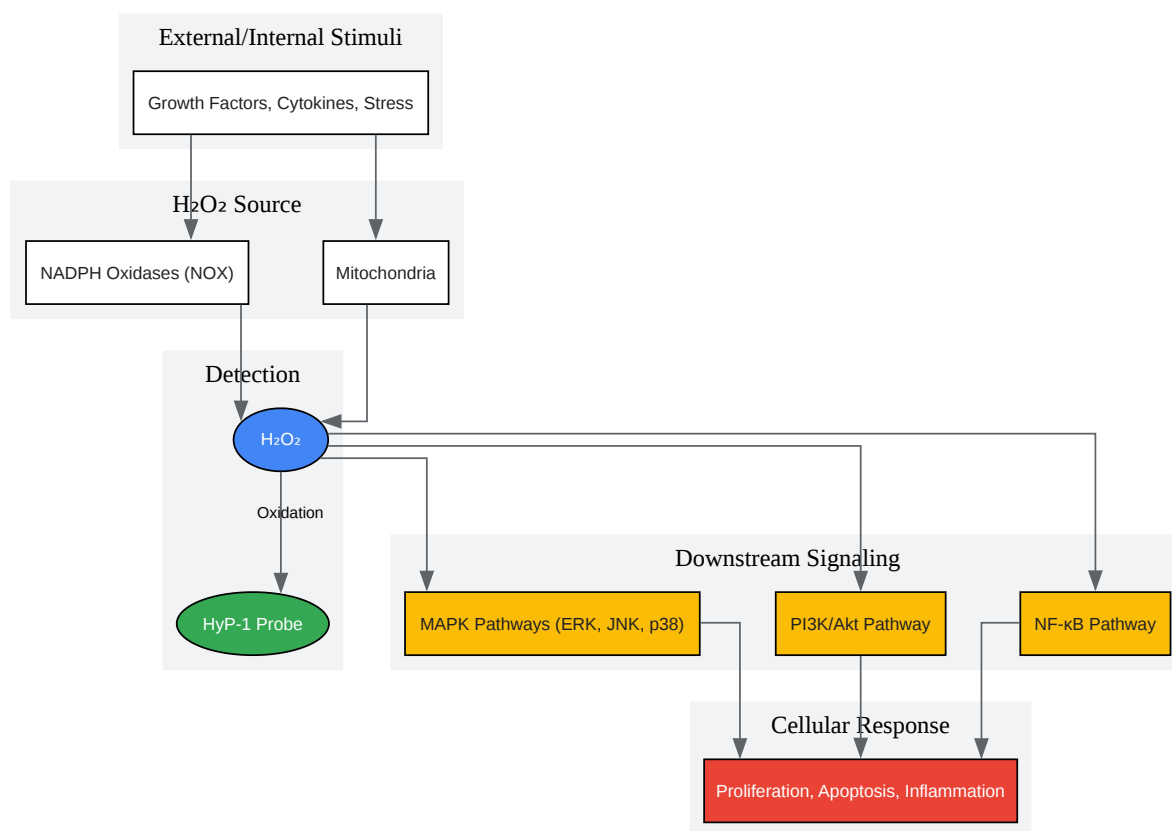 External/Internal Stimuli
Growth Factors, Cytokines, Stress
H₂O₂ Source
NADPH Oxidases (NOX)
Mitochondria
Detection
H₂O₂
Oxidation
HyP-1 Probe
Downstream Signaling
MAPK Pathways (ERK, JNK, p38)
PI3K/Akt Pathway
NF-κB Pathway
Cellular Response
Proliferation, Apoptosis, Inflammation